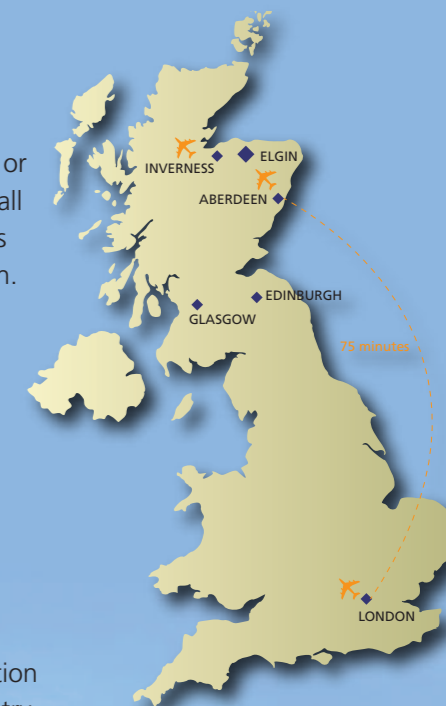 or
all
s
n.
INVERNESS
ELGIN
ABERDEEN
EDINBURGH
GLASGOW
75 minutes
LONDON
tion